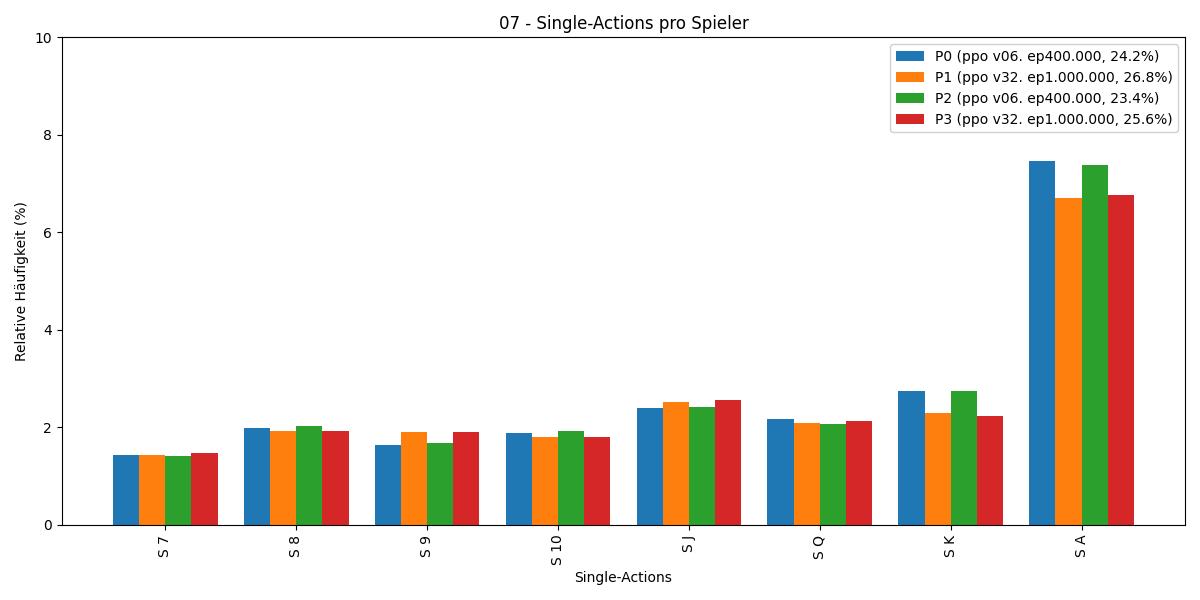 07 - Single-Actions pro Spieler
P0 (ppo v06. ep400.000, 24.2%)
P1 (ppo v32. ep1.000.000, 26.8%)
P2 (ppo v06. ep400.000, 23.4%)
P3 (ppo v32. ep1.000.000, 25.6%)
Relative Häufigkeit (%)
10
8
6
4
2
0
S 7
S 8
S 9
S 10
S J
S Q
S K
S A
Single-Actions